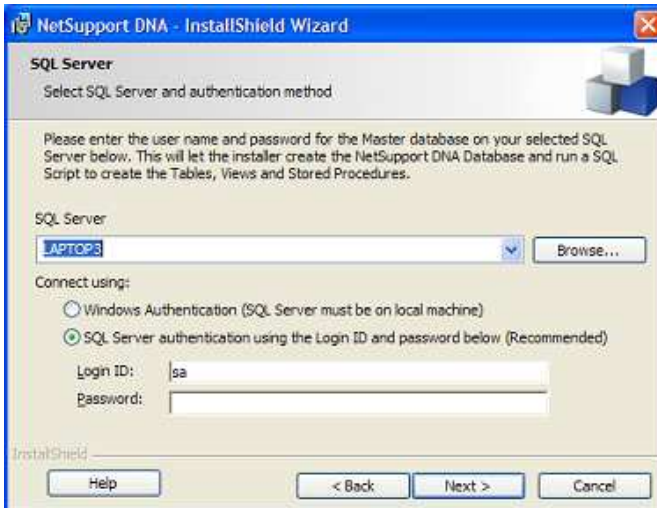 NetSupport DNA - InstallShield Wizard
SQL Server
Select SQL Server and authentication method
Please enter the user name and password for the Master database on your selected SQL
Server below. This will let the installer create the NetSupport DNA Database and run a SQL
Script to create the Tables, Views and Stored Procedures.
SQL Server
LAPTOP3
Browse...
Connect using:
Windows Authentication (SQL Server must be on local machine)
SQL Server authentication using the Login ID and password below (Recommended)
Login ID: sa
Password:
InstallShield
Help
< Back
Next >
Cancel